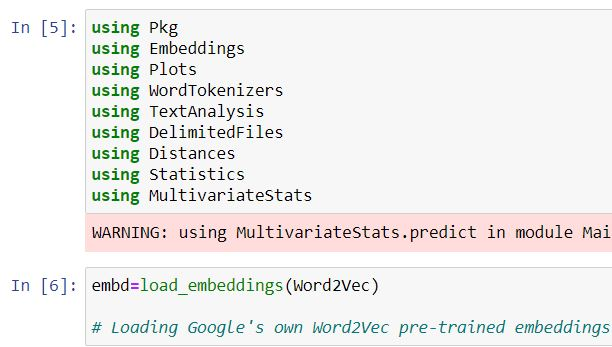 In [5]: using Pkg
using Embeddings
using Plots
using WordTokenizers
using TextAnalysis
using DelimitedFiles
using Distances
using Statistics
using MultivariateStats
WARNING: using MultivariateStats.predict in module Mai
In [6]: embd=load_embeddings(Word2Vec)
# Loading Google's own Word2Vec pre-trained embeddings